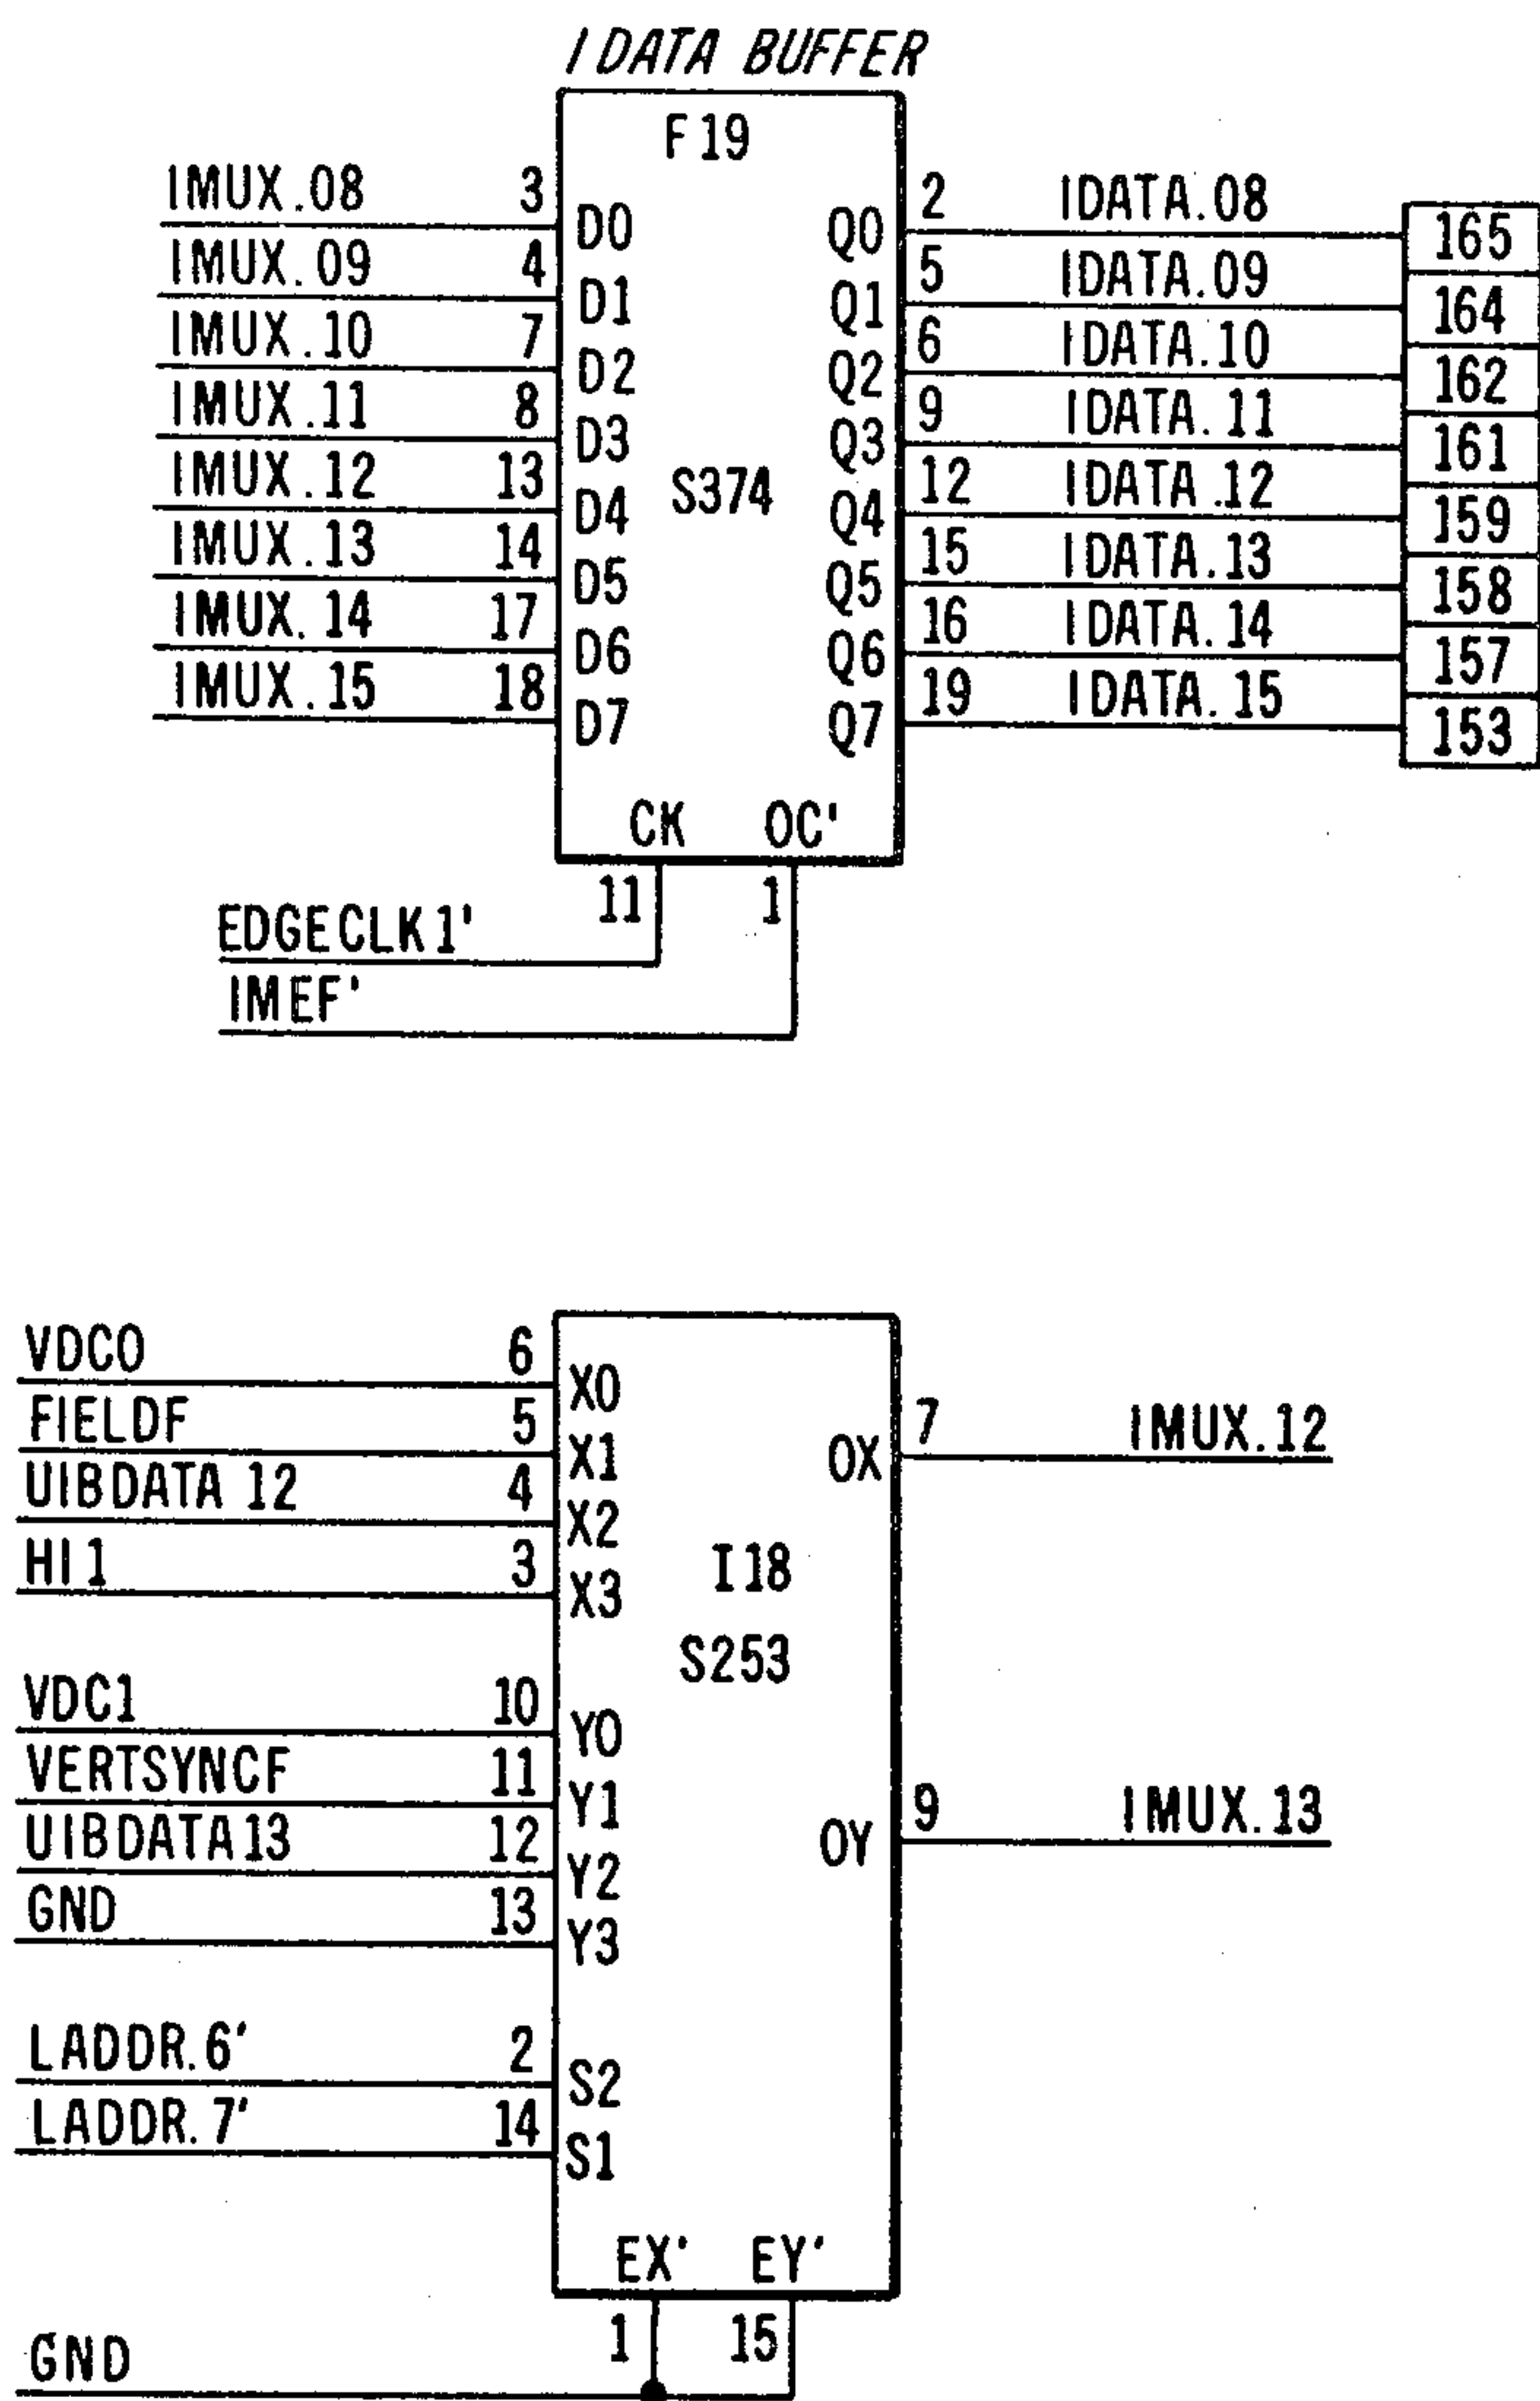 I DATA BUFFER
F19
IMUX.08 3 D0 Q0 2 IDATA.08 165
IMUX.09 4 D1 Q1 5 IDATA.09 164
IMUX.10 7 D2 Q2 6 IDATA.10 162
IMUX.11 8 D3 Q3 9 IDATA.11 161
S374
IMUX.12 13 D4 Q4 12 IDATA.12 159
IMUX.13 14 D5 Q5 15 IDATA.13 158
IMUX.14 17 D6 Q6 16 IDATA.14 157
IMUX.15 18 D7 Q7 19 IDATA.15 153
CK OC'
11 1
EDGECLK1'
IMEF'
VDC0 6 X0
FIELDF 5 X1 OX 7 IMUX.12
UIBDATA 12 4 X2
HI1 3 X3
I18
S253
VDC1 10 Y0
VERTSYNCF 11 Y1 OY 9 IMUX.13
UIBDATA13 12 Y2
GND 13 Y3
LADDR.6' 2 S2
LADDR.7' 14 S1
EX' EY'
1 15
GND